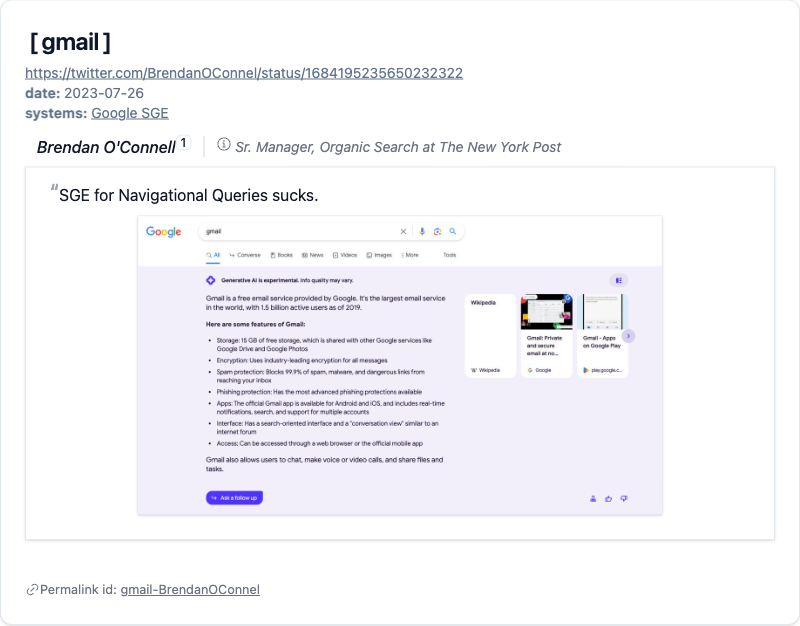 [ gmail ]
https://twitter.com/BrendanOConnel/status/1684195235650232322
date: 2023-07-26
systems: Google SGE
Brendan O'Connell 1
Sr. Manager, Organic Search at The New York Post
“SGE for Navigational Queries sucks.
Google
gmail
All Converse Books News Videos Images More Tools
Generative AI is experimental. Info quality may vary.
Gmail is a free email service provided by Google. It's the largest email service
in the world, with 1.5 billion active users as of 2019.
Here are some features of Gmail:
• Storage: 15 GB of free storage, which is shared with other Google services like
Google Drive and Google Photos
• Encryption: Uses industry-leading encryption for all messages
• Spam protection: Blocks 99.9% of spam, malware, and dangerous links from
reaching your inbox
• Phishing protection: Has the most advanced phishing protections available
• Apps: The official Gmail app is available for Android and iOS, and includes real-time
notifications, search, and support for multiple accounts
• Interface: Has a search-oriented interface and a "conversation view" similar to an
internet forum
• Access: Can be accessed through a web browser or the official mobile app
Gmail also allows users to chat, make voice or video calls, and share files and
tasks.
Ask a follow up
Wikipedia
W Wikipedia
Gmail: Private
and secure
email at no...
G Google
Gmail - Apps
on Google Play
play.google.c...
Permalink id: gmail-BrendanOConnel